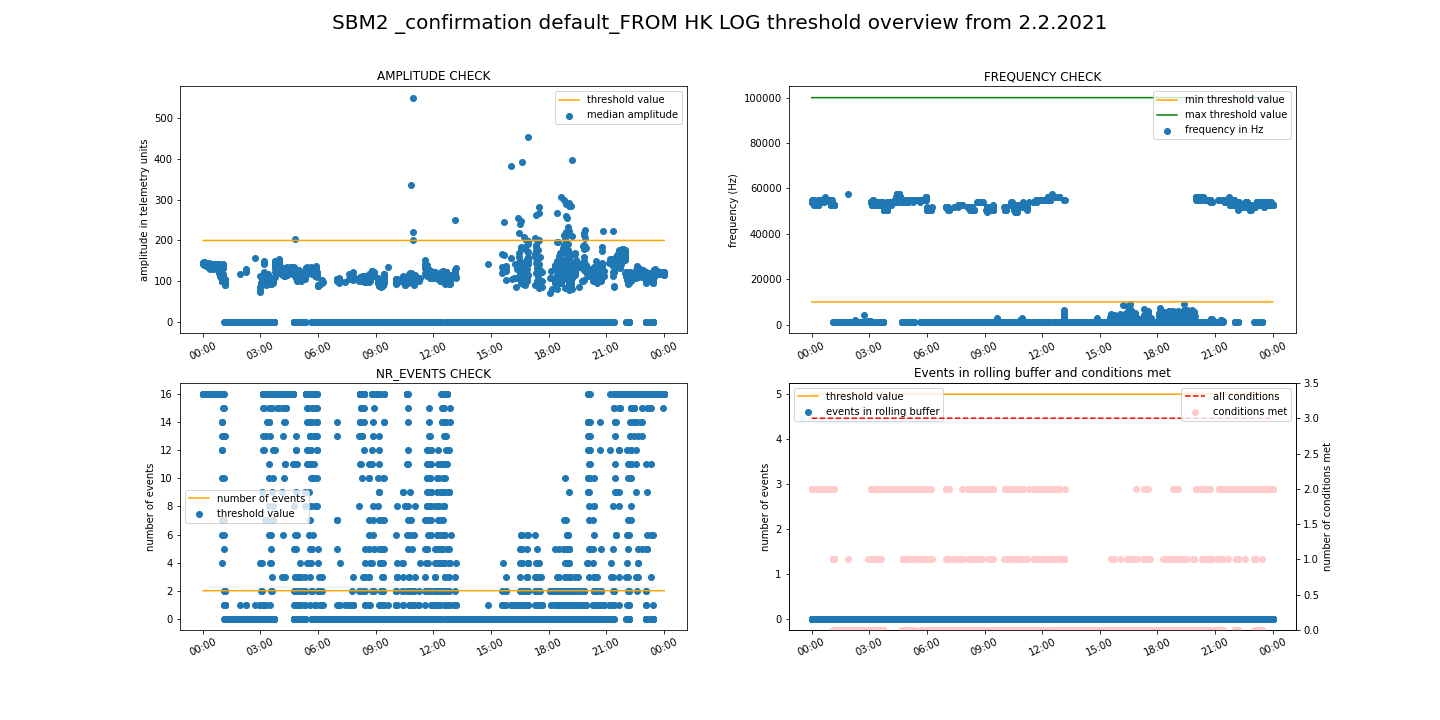 SBM2 _confirmation default_FROM HK LOG threshold overview from 2.2.2021
AMPLITUDE CHECK
threshold value
median amplitude
amplitude in telemetry units
500
400
300
200
100
0
00:00 03:00 06:00 09:00 12:00 15:00 18:00 21:00 00:00
FREQUENCY CHECK
min threshold value
max threshold value
frequency in Hz
frequency (Hz)
100000
80000
60000
40000
20000
0
00:00 03:00 06:00 09:00 12:00 15:00 18:00 21:00 00:00
NR_EVENTS CHECK
number of events
threshold value
number of events
16
14
12
10
8
6
4
2
0
00:00 03:00 06:00 09:00 12:00 15:00 18:00 21:00 00:00
Events in rolling buffer and conditions met
threshold value
events in rolling buffer
all conditions
conditions met
number of events
5
4
3
2
1
0
3.5
3.0
2.5
2.0
1.5
1.0
0.5
0.0
number of conditions met
00:00 03:00 06:00 09:00 12:00 15:00 18:00 21:00 00:00